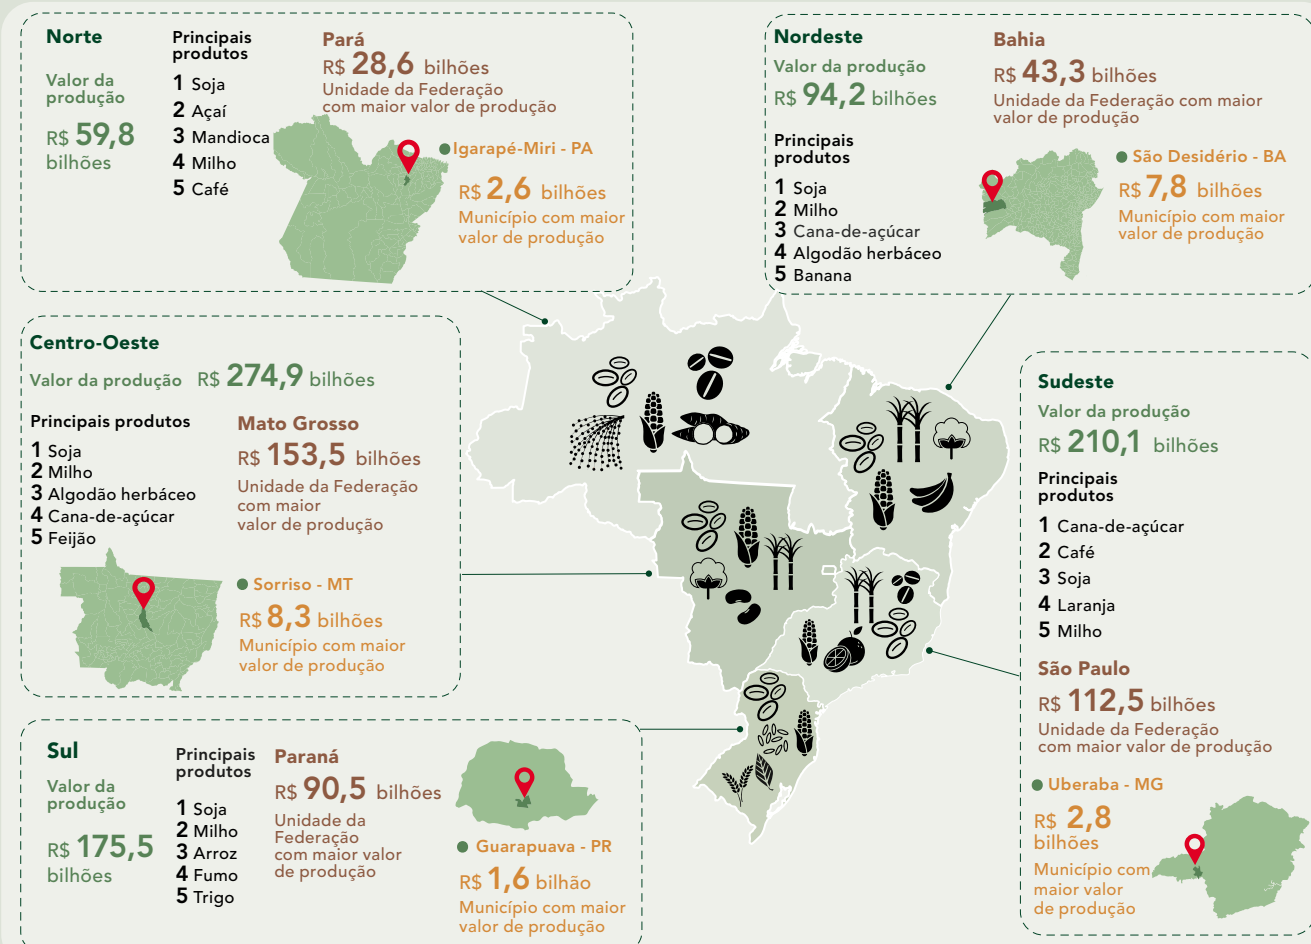 Norte
Valor da
produção
R$ 59,8
bilhões
Principais
produtos
1 Soja
2 Açaí
3 Mandioca
4 Milho
5 Café
Pará
R$ 28,6 bilhões
Unidade da Federação
com maior valor de produção
Igarapé-Miri - PA
R$ 2,6 bilhões
Município com maior
valor de produção
Nordeste
Valor da produção
R$ 94,2 bilhões
Principais
produtos
1 Soja
2 Milho
3 Cana-de-açúcar
4 Algodão herbáceo
5 Banana
Bahia
R$ 43,3 bilhões
Unidade da Federação com maior
valor de produção
São Desidério - BA
R$ 7,8 bilhões
Município com maior
valor de produção
Centro-Oeste
Valor da produção R$ 274,9 bilhões
Principais produtos
1 Soja
2 Milho
3 Algodão herbáceo
4 Cana-de-açúcar
5 Feijão
Mato Grosso
R$ 153,5 bilhões
Unidade da Federação
com maior
valor de produção
Sorriso - MT
R$ 8,3 bilhões
Município com maior
valor de produção
Sudeste
Valor da produção
R$ 210,1 bilhões
Principais
produtos
1 Cana-de-açúcar
2 Café
3 Soja
4 Laranja
5 Milho
São Paulo
R$ 112,5 bilhões
Unidade da Federação
com maior valor de produção
Uberaba - MG
R$ 2,8
bilhões
Município com
maior valor
de produção
Sul
Valor da
produção
R$ 175,5
bilhões
Principais
produtos
1 Soja
2 Milho
3 Arroz
4 Fumo
5 Trigo
Paraná
R$ 90,5 bilhões
Unidade da
Federação
com maior valor
de produção
Guarapuava - PR
R$ 1,6 bilhão
Município com maior
valor de produção